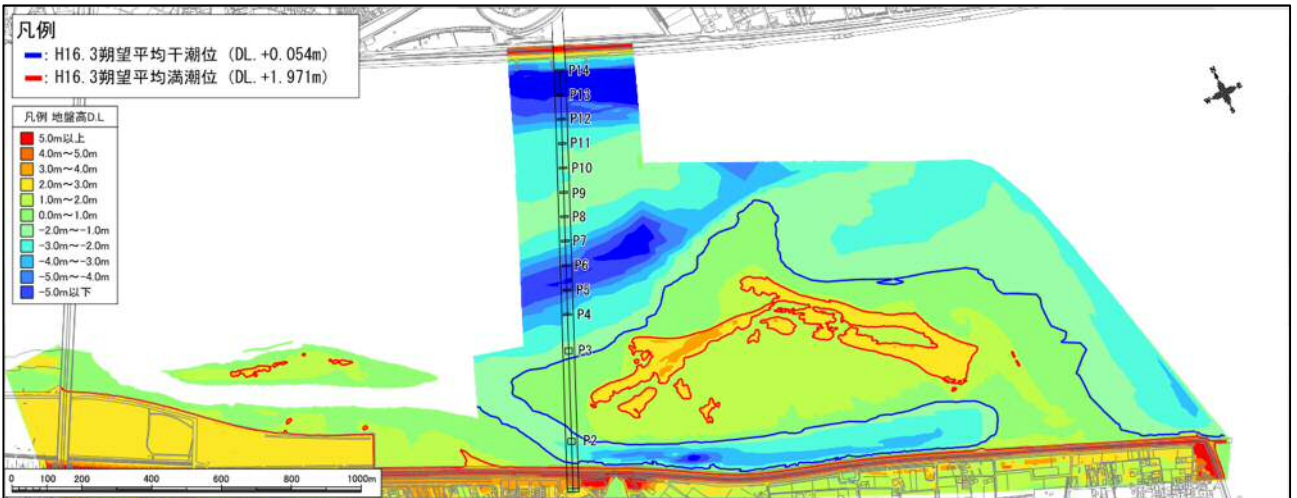 凡例
: H16.3朔望平均干潮位 (DL.+0.054m)
: H16.3朔望平均満潮位 (DL.+1.971m)
凡例 地盤高D.L
5.0m以上
4.0m～5.0m
3.0m～4.0m
2.0m～3.0m
1.0m～2.0m
0.0m～1.0m
-2.0m～-1.0m
-3.0m～-2.0m
-4.0m～-3.0m
-5.0m～-4.0m
-5.0m以下
P14
P13
P12
P11
P10
P9
P8
P7
P6
P5
P4
P3
P2
0 100 200 400 600 800 1000m